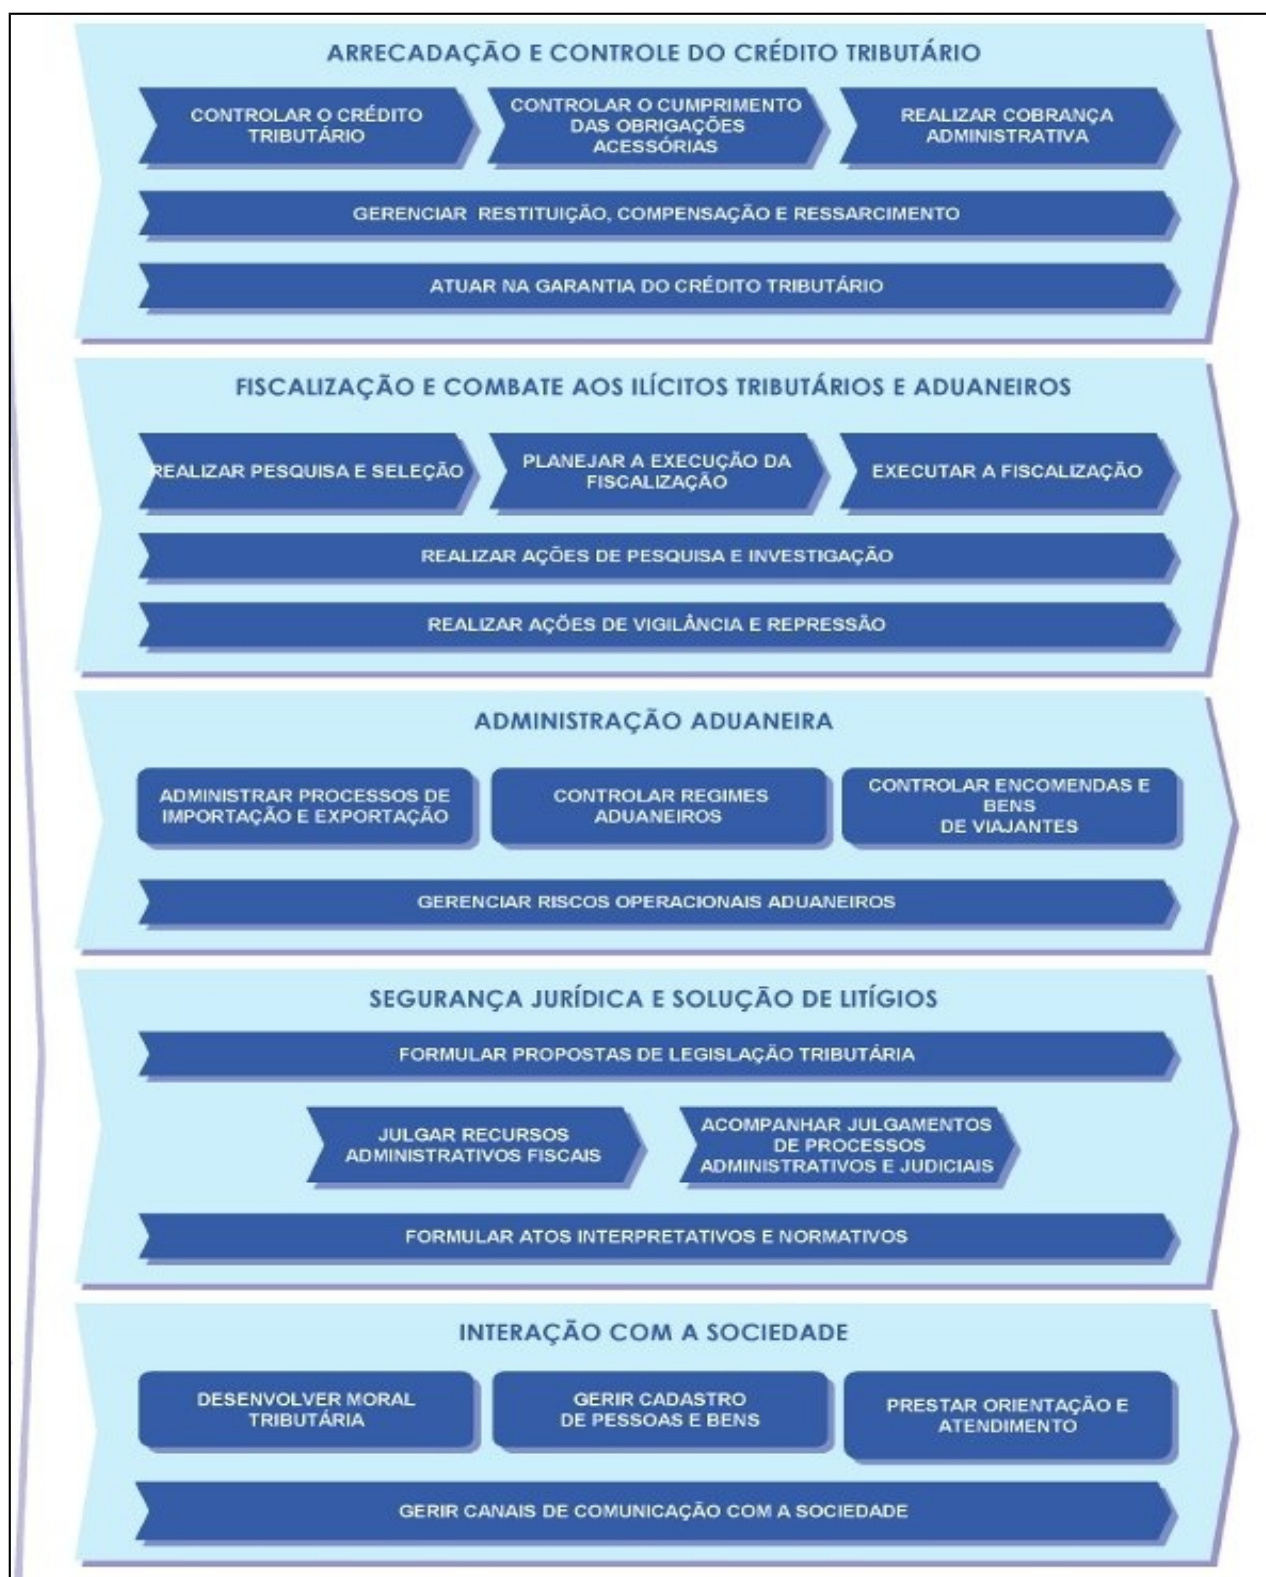 ARRECADAÇÃO E CONTROLE DO CRÉDITO TRIBUTÁRIO
CONTROLAR O CRÉDITO
TRIBUTÁRIO
CONTROLAR O CUMPRIMENTO
DAS OBRIGAÇÕES
ACESSÓRIAS
REALIZAR COBRANÇA
ADMINISTRATIVA
GERENCIAR RESTITUIÇÃO, COMPENSAÇÃO E RESSARCIMENTO
ATUAR NA GARANTIA DO CRÉDITO TRIBUTÁRIO
FISCALIZAÇÃO E COMBATE AOS ILÍCITOS TRIBUTÁRIOS E ADUANEIROS
REALIZAR PESQUISA E SELEÇÃO
PLANEJAR A EXECUÇÃO DA
FISCALIZAÇÃO
EXECUTAR A FISCALIZAÇÃO
REALIZAR AÇÕES DE PESQUISA E INVESTIGAÇÃO
REALIZAR AÇÕES DE VIGILÂNCIA E REPRESSÃO
ADMINISTRAÇÃO ADUANEIRA
ADMINISTRAR PROCESSOS DE
IMPORTAÇÃO E EXPORTAÇÃO
CONTROLAR REGIMES
ADUANEIROS
CONTROLAR ENCOMENDAS E
BENS
DE VIAJANTES
GERENCIAR RISCOS OPERACIONAIS ADUANEIROS
SEGURANÇA JURÍDICA E SOLUÇÃO DE LITÍGIOS
FORMULAR PROPOSTAS DE LEGISLAÇÃO TRIBUTÁRIA
JULGAR RECURSOS
ADMINISTRATIVOS FISCAIS
ACOMPANHAR JULGAMENTOS
DE PROCESSOS
ADMINISTRATIVOS E JUDICIAIS
FORMULAR ATOS INTERPRETATIVOS E NORMATIVOS
INTERAÇÃO COM A SOCIEDADE
DESENVOLVER MORAL
TRIBUTÁRIA
GERIR CADASTRO
DE PESSOAS E BENS
PRESTAR ORIENTAÇÃO E
ATENDIMENTO
GERIR CANAIS DE COMUNICAÇÃO COM A SOCIEDADE